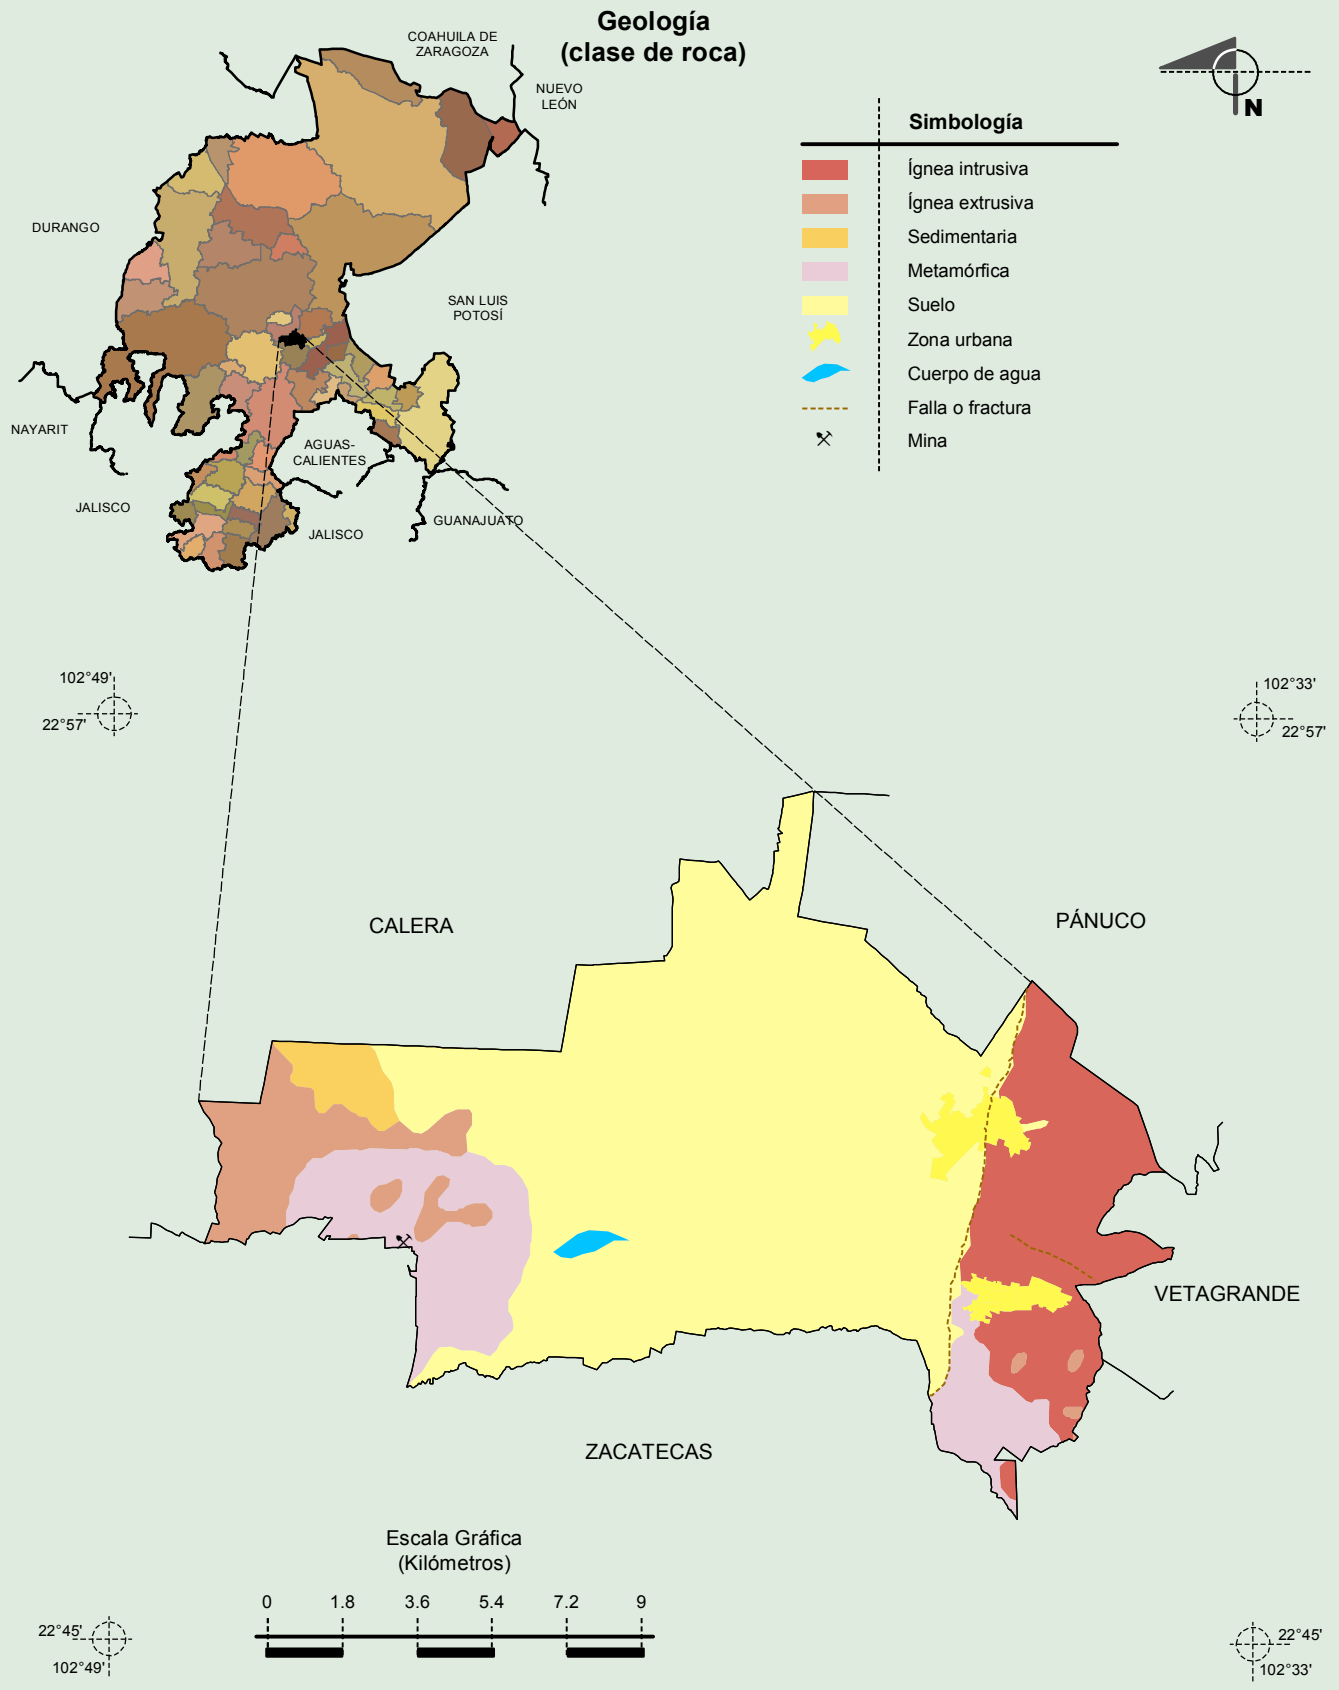 Geología
(clase de roca)
COAHUILA DE
ZARAGOZA
NUEVO
LEÓN
DURANGO
SAN LUIS
POTOSÍ
NAYARIT
AGUAS-
CALIENTES
JALISCO
JALISCO
GUANAJUATO
N
Simbología
Ígnea intrusiva
Ígnea extrusiva
Sedimentaria
Metamórfica
Suelo
Zona urbana
Cuerpo de agua
Falla o fractura
Mina
102°49'
22°57'
102°33'
22°57'
CALERA
PÁNUCO
VETAGRANDE
ZACATECAS
Escala Gráfica
(Kilómetros)
0 1.8 3.6 5.4 7.2 9
22°45'
102°49'
22°45'
102°33'